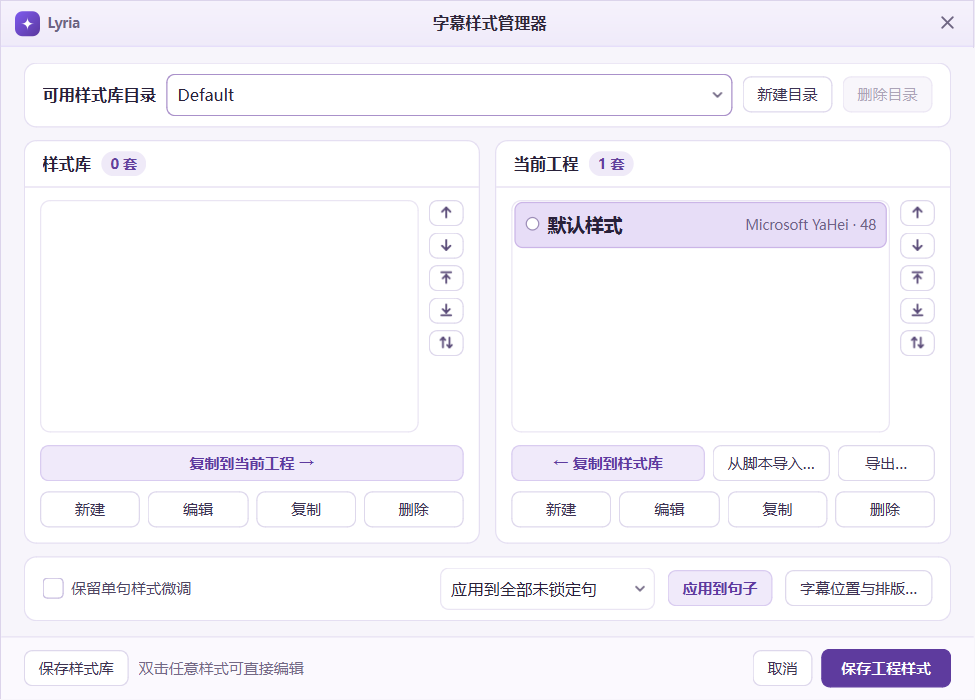 Lyria
字幕样式管理器
可用样式库目录
Default
新建目录
删除目录
样式库
0 套
当前工程
1 套
默认样式
Microsoft YaHei · 48
复制到当前工程 →
← 复制到样式库
从脚本导入...
导出...
新建
编辑
复制
删除
新建
编辑
复制
删除
保留单句样式微调
应用到全部未锁定句
应用到句子
字幕位置与排版...
保存样式库
双击任意样式可直接编辑
取消
保存工程样式